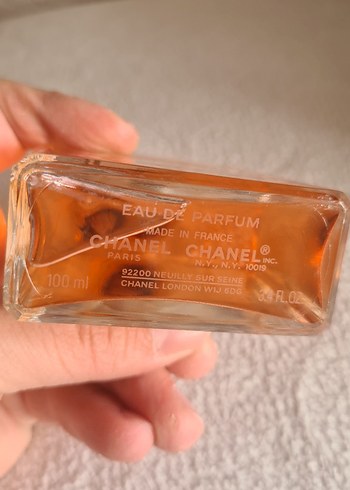 EAU DE PARFUM
MADE IN FRANCE
CHANEL CHANEL®
PARIS N.Y., N.Y. 10019 INC.
100 ml 92200 NEUILLY SUR SEINE
CHANEL LONDON W1J 6DG 3.4 FL.OZ.